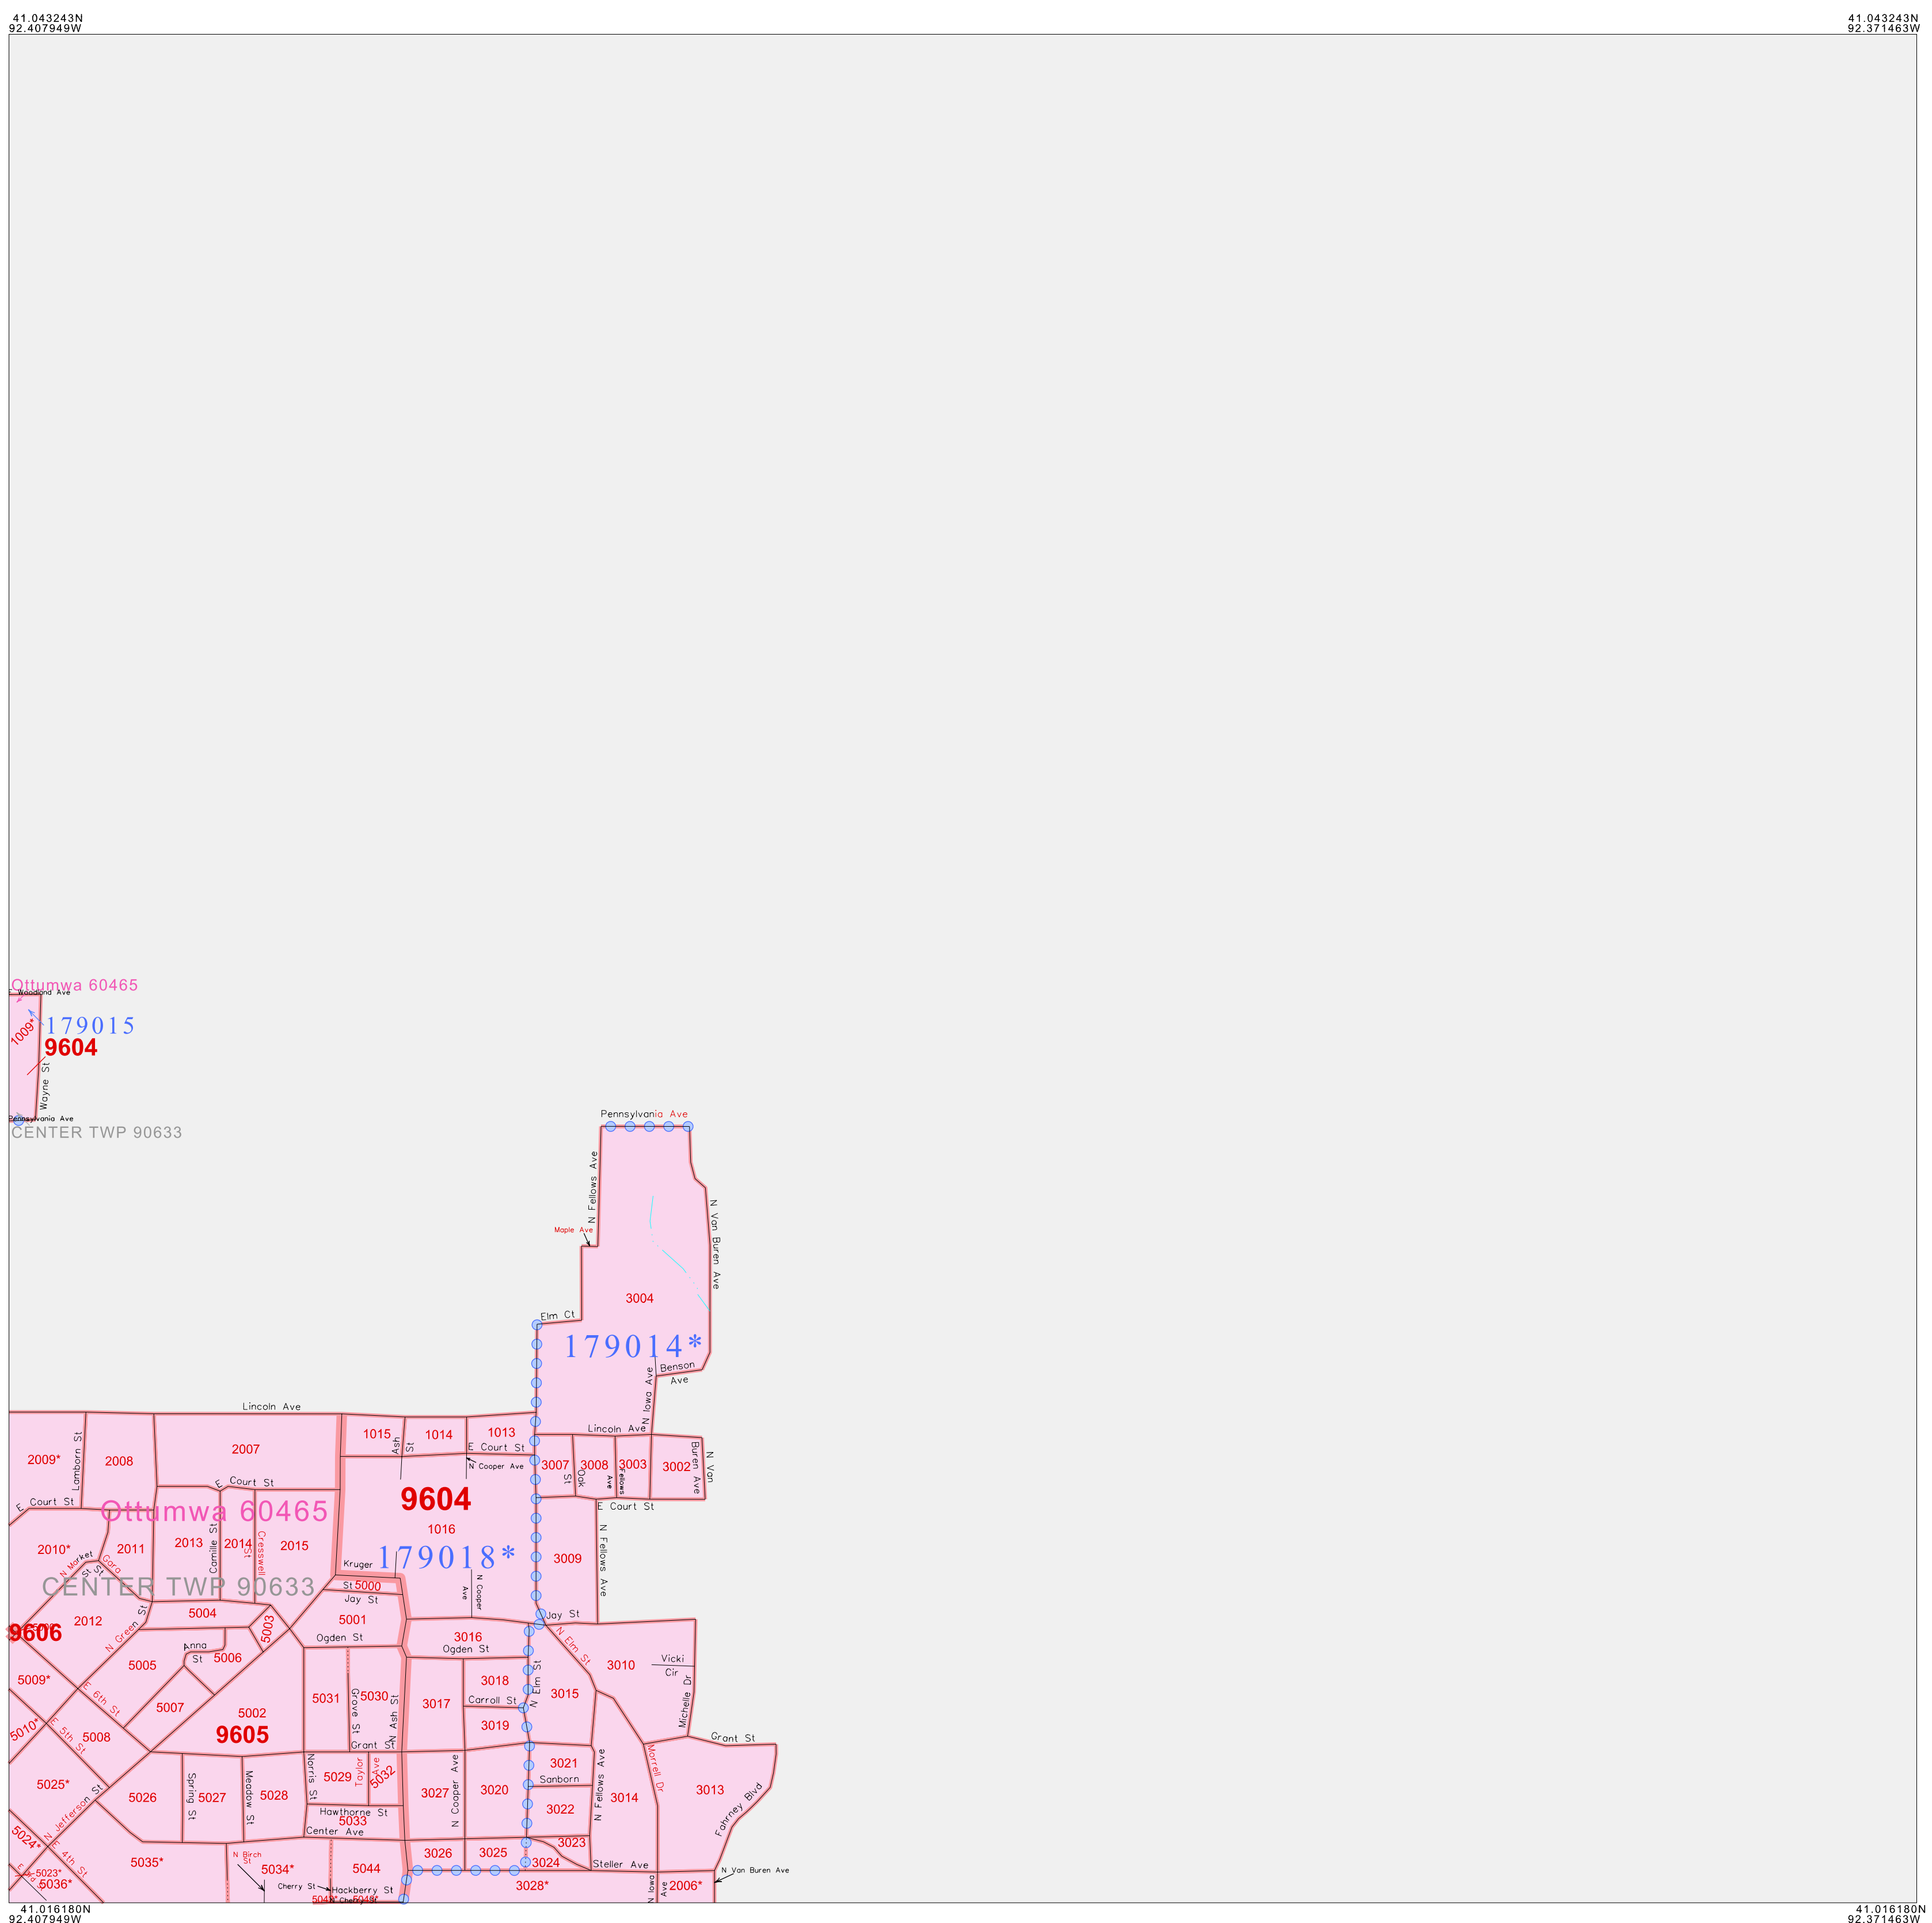 41.043243N
92.407949W
41.043243N
92.371463W
Ottumwa 60465
E Woodland Ave
1009*
179015
9604
Wayne St
Pennsylvania Ave
CENTER TWP 90633
Pennsylvania Ave
N Fellows Ave
Maple Ave
N Van Buren Ave
3004
Elm Ct
179014*
Benson
Ave
N Iowa Ave
Lincoln Ave
Lincoln Ave
2009*
Lamborn St
2008
2007
1015
Ash
St
1014
1013
E Court St
N Cooper Ave
3007
St
Oak
3008
Ave
Fellows
3003
3002
Buren Ave
N Van
E Court St
E Court St
E Court St
Ottumwa 60465
9604
1016
179018*
2010*
N Market
St
Gara
St
2011
2013
Camille St
2014
St
Cresswell
2015
Kruger
St
5000
Jay St
N Cooper
Ave
3009
N Fellows Ave
CENTER TWP 90633
9606
2012
N Green St
5004
5003
5001
Ogden St
3016
Ogden St
Jay St
N Elm St
3010
Vicki
Cir
Michelle Dr
5009*
5005
Anna
St
5006
5007
5002
9605
5031
Grove St
5030
N Ash St
3017
3018
Carroll St
3019
N Elm St
3015
E 6th St
5010*
E 5th St
5008
Grant St
Grant St
5025*
N Jefferson St
5026
Spring St
5027
Meadow St
5028
Norris St
5029
Taylor
Ave
5032
3027
N Cooper Ave
3020
3021
Sanborn
3022
N Fellows Ave
3014
Morrell Dr
3013
Fahrney Blvd
Hawthorne St
5033
Center Ave
5024*
E 4th St
5023*
5036*
5035*
N Birch
St
5034*
Cherry St
5044
Hackberry St
N Cherry St
3026
3025
3023
3024
Steller Ave
3028*
N Iowa
Ave
2006*
N Van Buren Ave
41.016180N
92.407949W
41.016180N
92.371463W